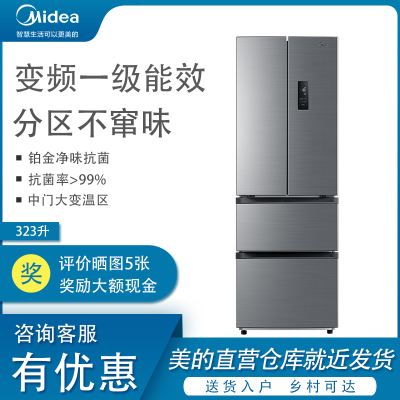 Midea
智慧生活可以更美的
变频一级能效
分区不窜味
铂金净味抗菌
抗菌率>99%
中门大变温区
323升
奖
评价晒图5张
奖励大额现金
咨询客服
有优惠
美的直营仓库就近发货
送货入户 乡村可达